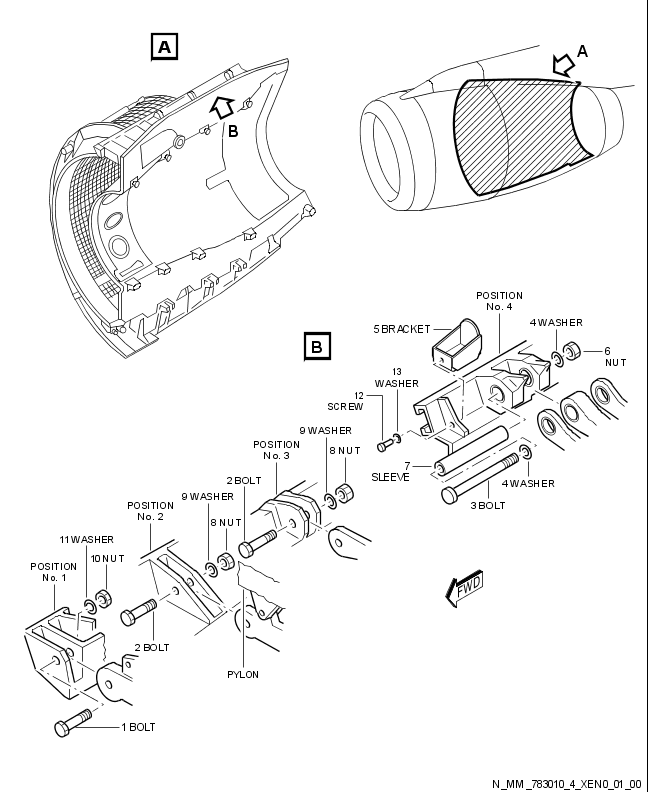 A
A
B
B
POSITION
No. 4
4 WASHER
5 BRACKET
6
NUT
13
WASHER
12
SCREW
9 WASHER
POSITION
No. 3
8 NUT
2 BOLT
7
SLEEVE
4 WASHER
3 BOLT
9 WASHER
POSITION
No. 2
8 NUT
11 WASHER
10 NUT
POSITION
No. 1
FWD
2 BOLT
PYLON
1 BOLT
N_MM_783010_4_XEN0_01_00